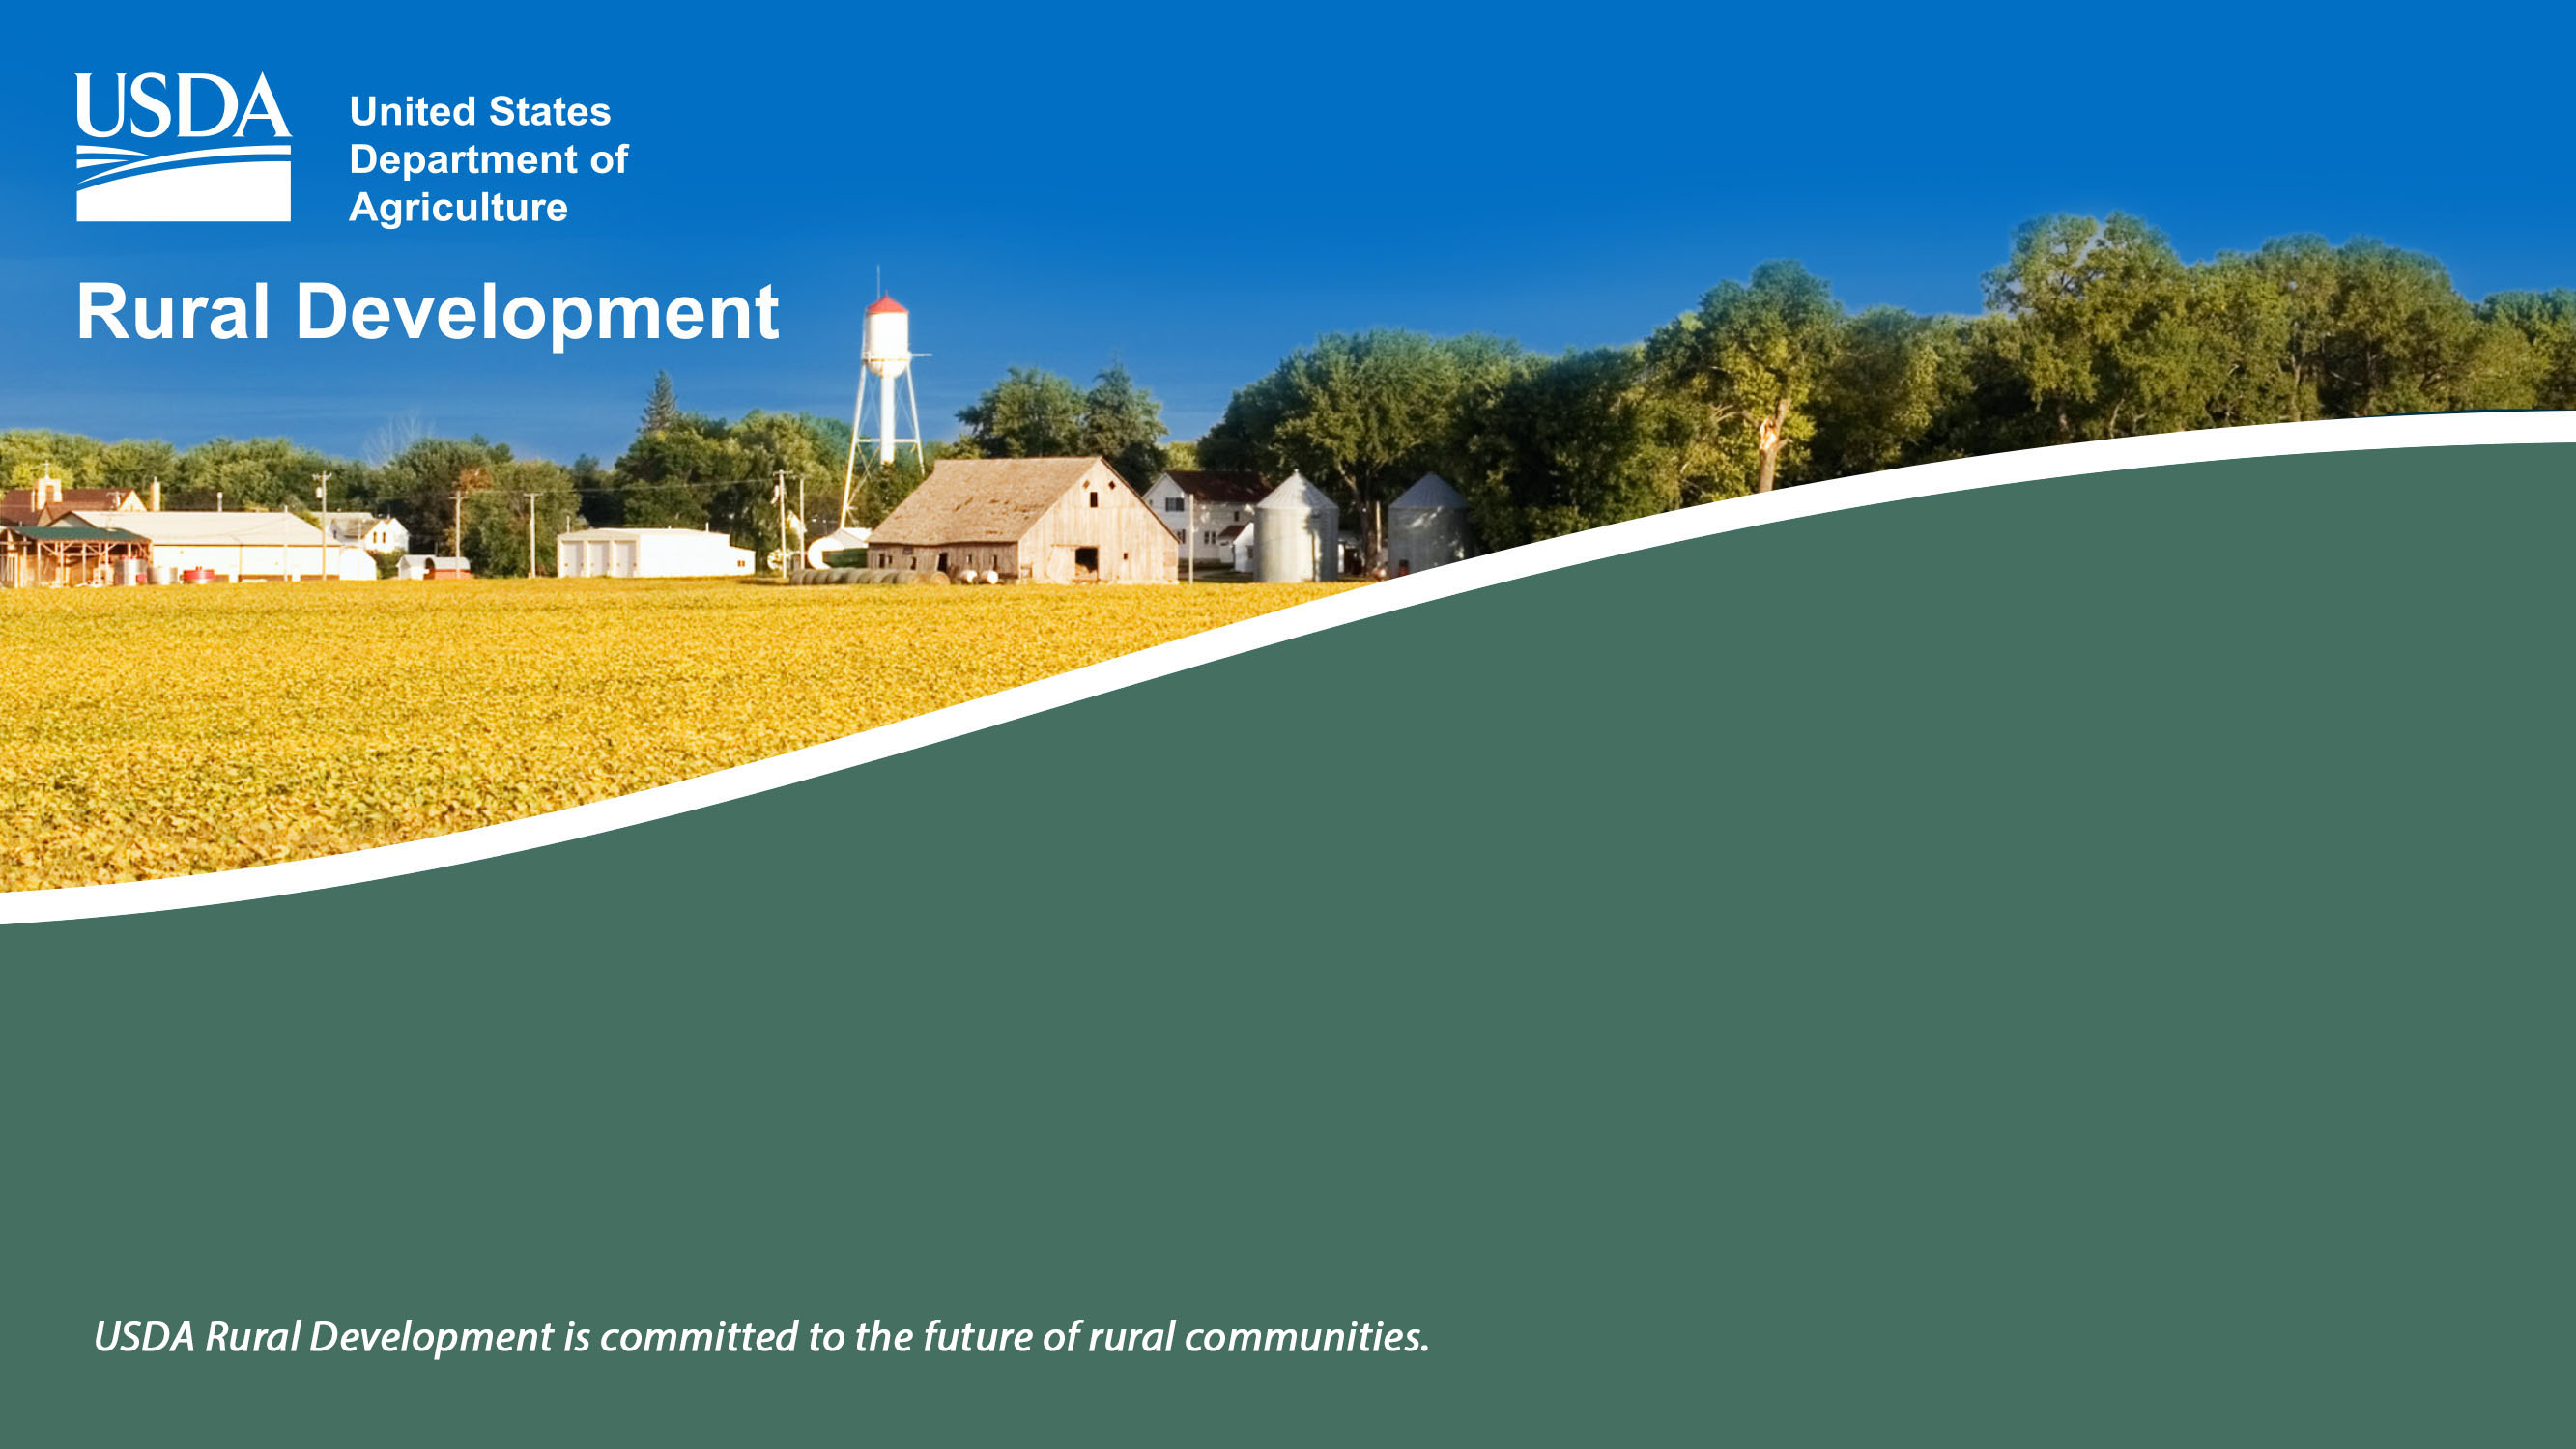 USDA
United States
Department of
Agriculture
Rural Development
USDA Rural Development is committed to the future of rural communities.